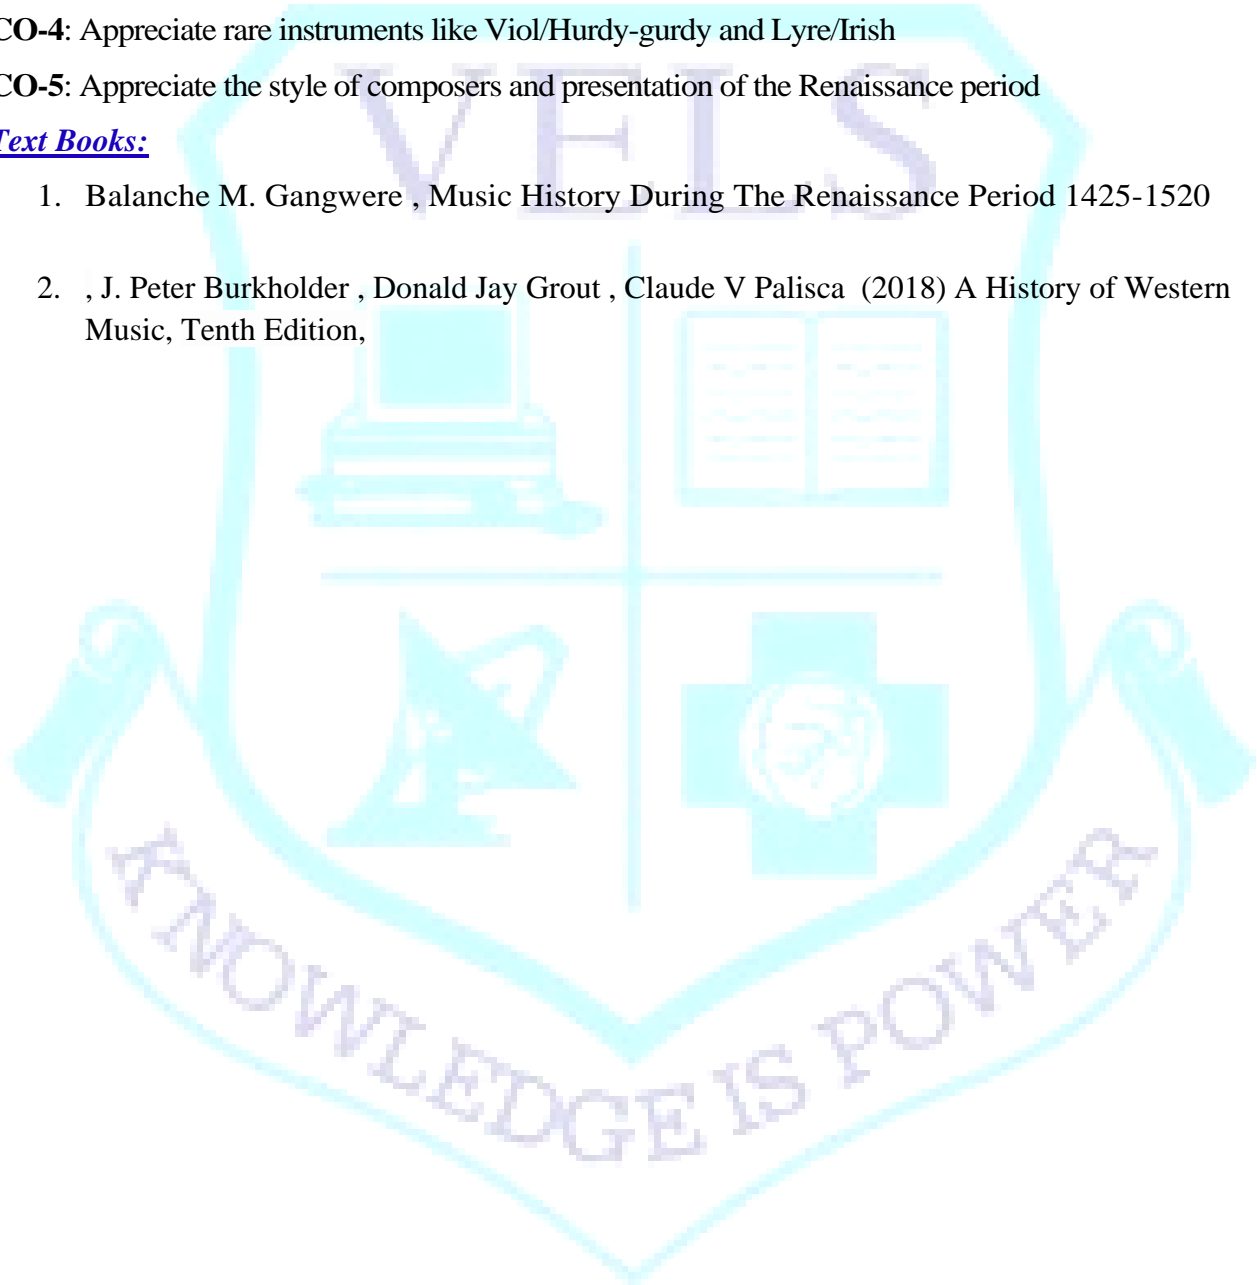 CO-4: Appreciate rare instruments like Viol/Hurdy-gurdy and Lyre/Irish
CO-5: Appreciate the style of composers and presentation of the Renaissance period
Text Books:
1. Balanche M. Gangwere , Music History During The Renaissance Period 1425-1520
2. , J. Peter Burkholder , Donald Jay Grout , Claude V Palisca (2018) A History of Western
Music, Tenth Edition,
VELS
KNOWLEDGE IS POWER